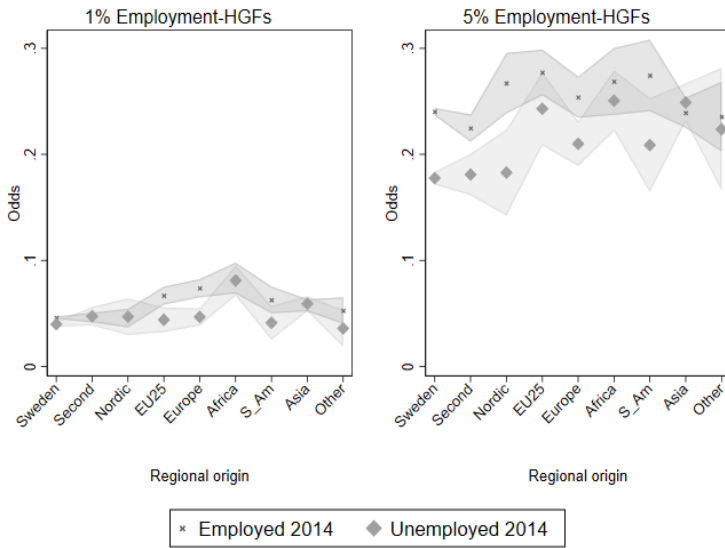 1% Employment-HGFs
5% Employment-HGFs
Odds
.3
.2
.1
0
Sweden
Second
Nordic
EU25
Europe
Africa
S_Am
Asia
Other
Regional origin
Odds
.3
.2
.1
0
Sweden
Second
Nordic
EU25
Europe
Africa
S_Am
Asia
Other
Regional origin
Employed 2014
Unemployed 2014